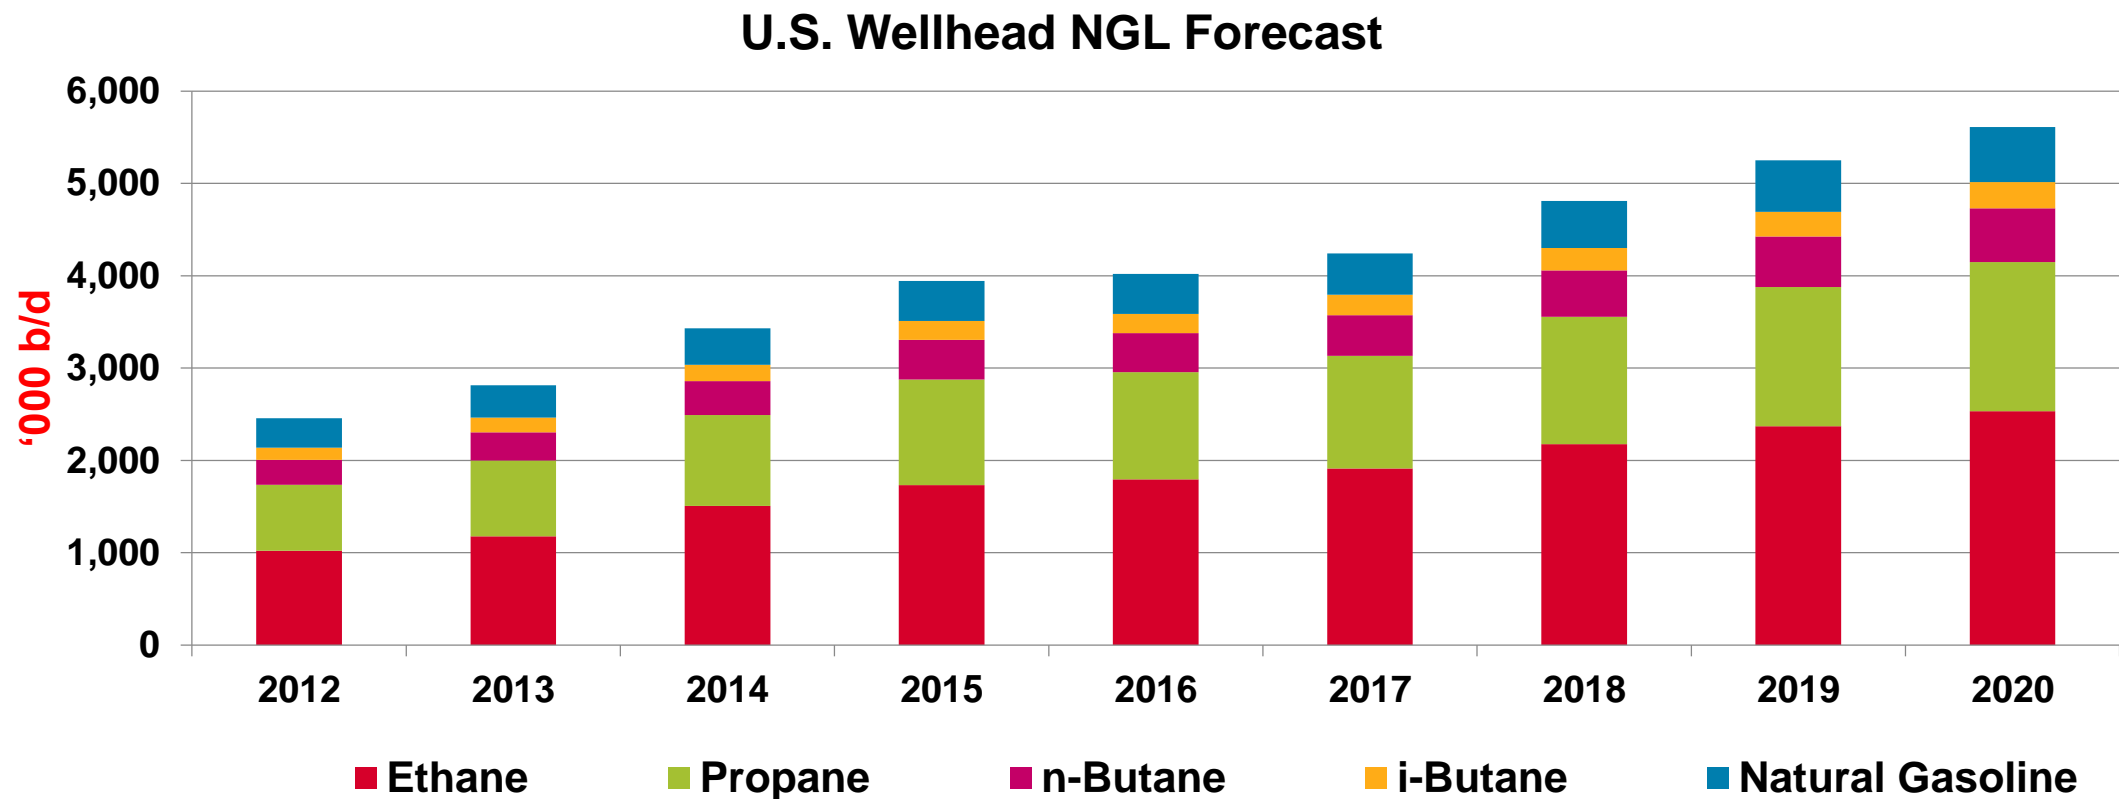 U.S. Wellhead NGL Forecast
6,000
5,000
4,000
3,000
2,000
1,000
0
‘000 b/d
2012 2013 2014 2015 2016 2017 2018 2019 2020
Ethane Propane n-Butane i-Butane Natural Gasoline